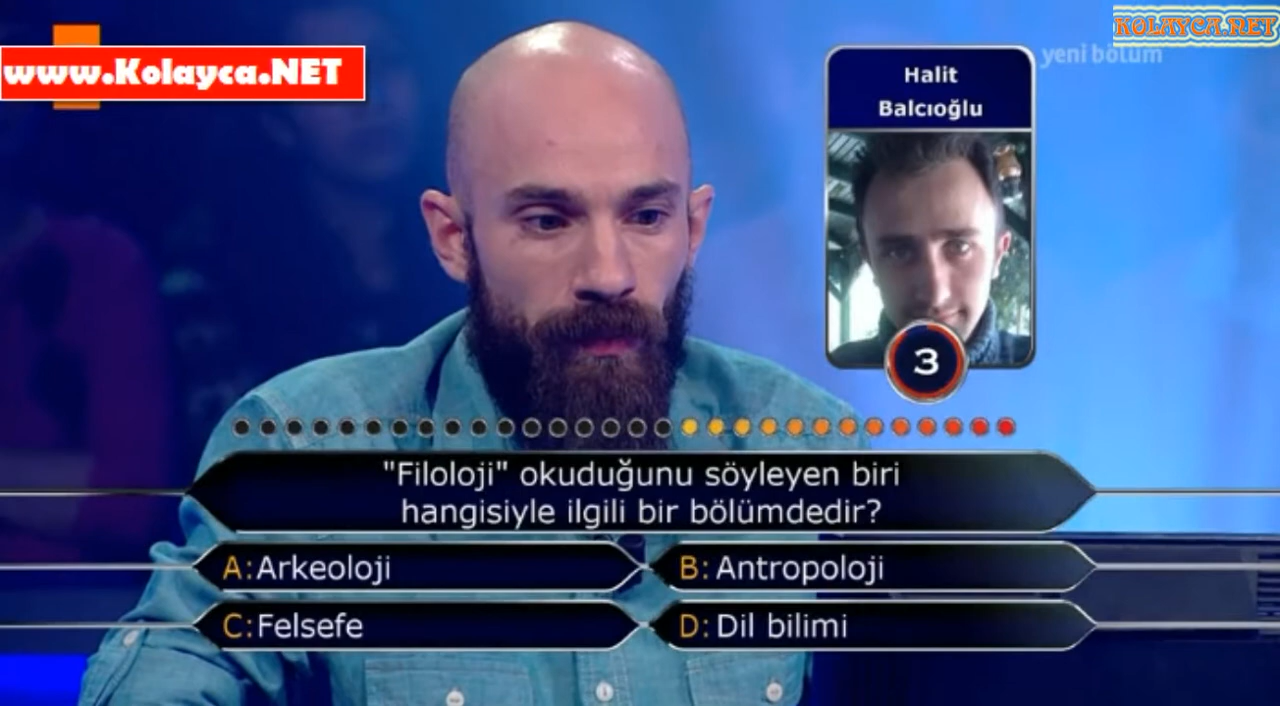 www.Kolayca.NET
KOLAYCA.NET
yeni bölüm
Halit
Balcıoğlu
3
"Filoloji" okuduğunu söyleyen biri
hangisiyle ilgili bir bölümdedir?
A: Arkeoloji
B: Antropoloji
C: Felsefe
D: Dil bilimi